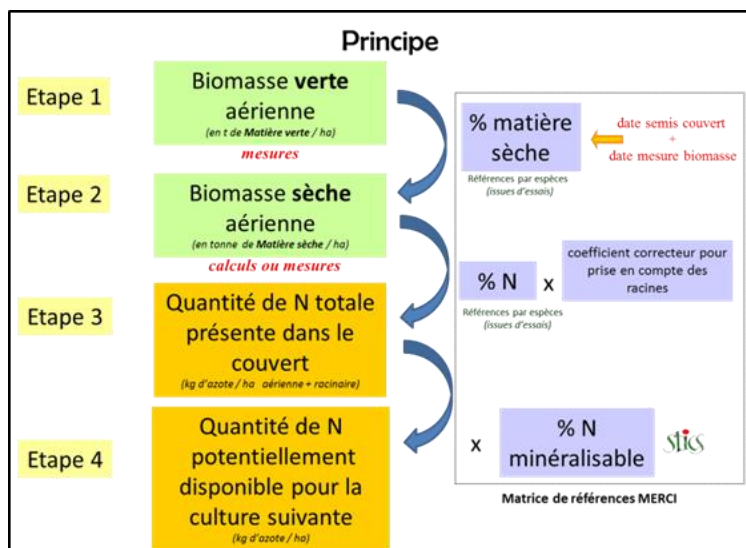 Principe
Etape 1
Biomasse verte
aérienne
(en t de Matière verte / ha)
mesures
% matière
sèche
Références par espèces
(issues d'essais)
date semis couvert
+
date mesure biomasse
Etape 2
Biomasse sèche
aérienne
(en tonne de Matière sèche / ha)
calculs ou mesures
% N
x
coefficient correcteur pour
prise en compte des
racines
Références par espèces
(issues d'essais)
Etape 3
Quantité de N totale
présente dans le
couvert
(kg d'azote / ha aérienne + racinaire)
Etape 4
Quantité de N
potentiellement
disponible pour la
culture suivante
(kg d'azote / ha)
x
% N
minéralisable
stics
Matrice de références MERCI